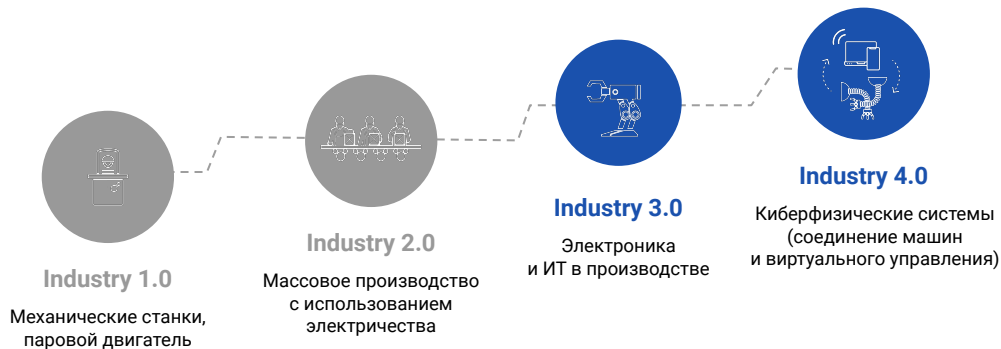 Industry 1.0
Механические станки,
паровой двигатель
Industry 2.0
Массовое производство
с использованием
электричества
Industry 3.0
Электроника
и ИТ в производстве
Industry 4.0
Киберфизические системы
(соединение машин
и виртуального управления)